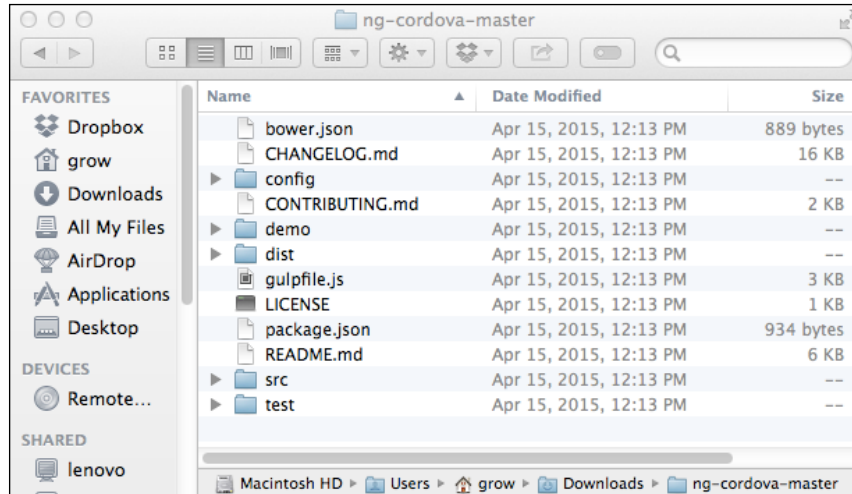 ng-cordova-master
FAVORITES
Dropbox
grow
Downloads
All My Files
AirDrop
Applications
Desktop
DEVICES
Remote...
SHARED
lenovo
Name Date Modified Size
bower.json Apr 15, 2015, 12:13 PM 889 bytes
CHANGELOG.md Apr 15, 2015, 12:13 PM 16 KB
config Apr 15, 2015, 12:13 PM --
CONTRIBUTING.md Apr 15, 2015, 12:13 PM 2 KB
demo Apr 15, 2015, 12:13 PM --
dist Apr 15, 2015, 12:13 PM --
gulpfile.js Apr 15, 2015, 12:13 PM 3 KB
LICENSE Apr 15, 2015, 12:13 PM 1 KB
package.json Apr 15, 2015, 12:13 PM 934 bytes
README.md Apr 15, 2015, 12:13 PM 6 KB
src Apr 15, 2015, 12:13 PM --
test Apr 15, 2015, 12:13 PM --
Macintosh HD ▸ Users ▸ grow ▸ Downloads ▸ ng-cordova-master